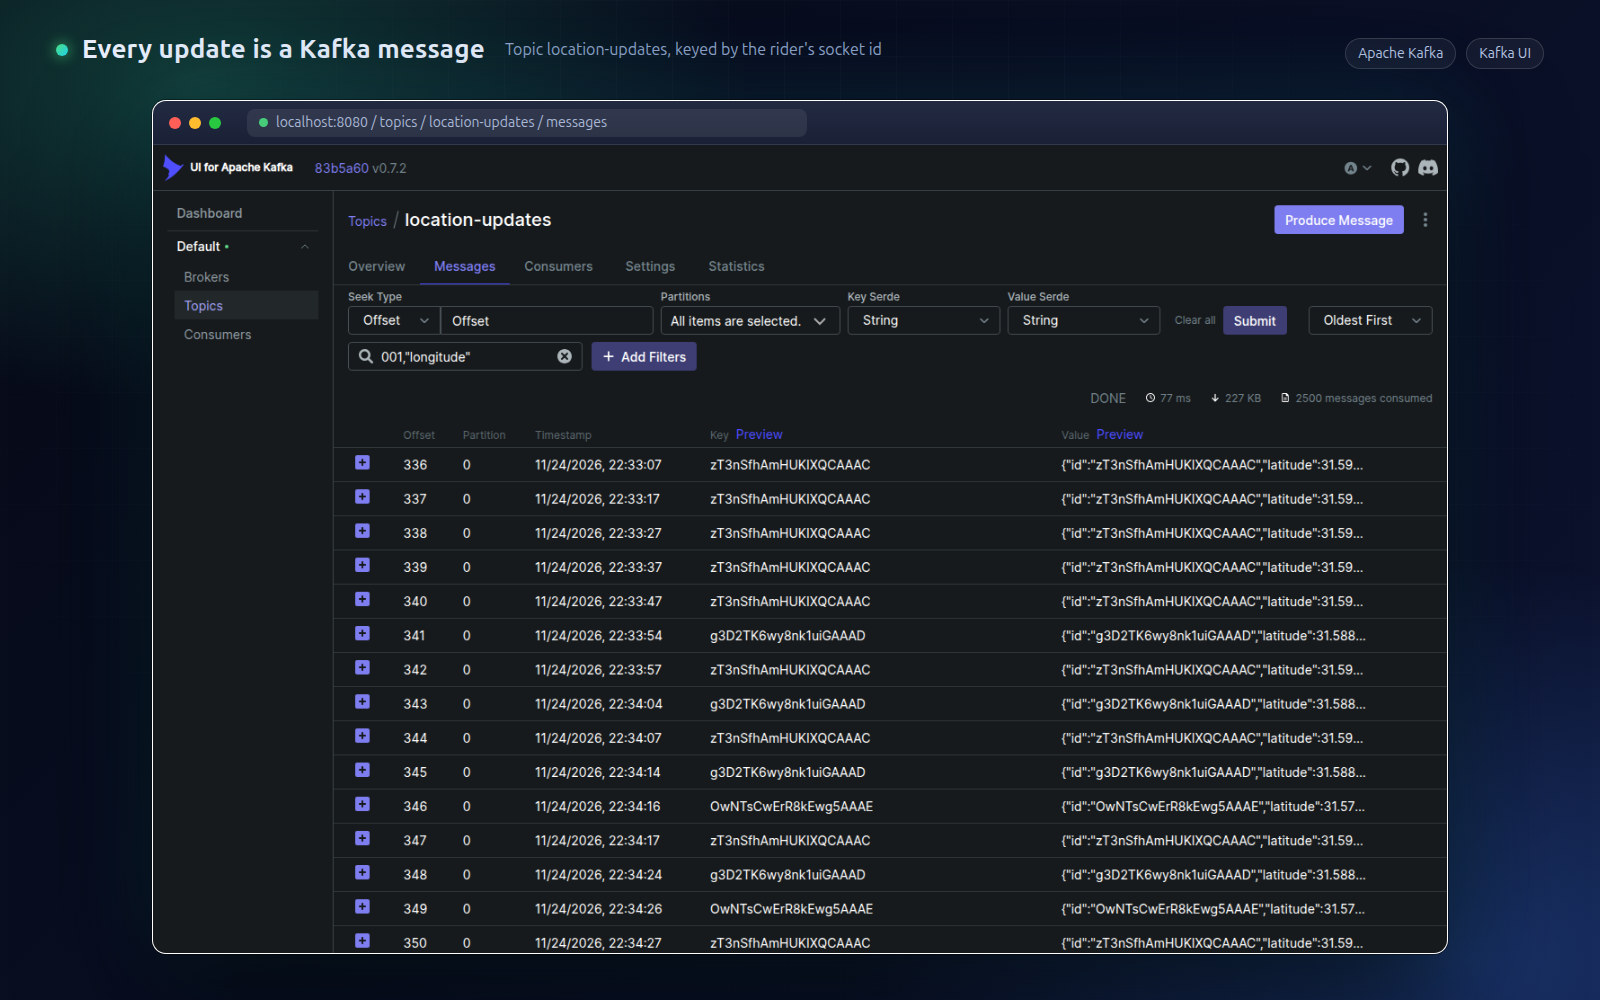 Every update is a Kafka message
Topic location-updates, keyed by the rider's socket id
Apache Kafka
Kafka UI
localhost:8080 / topics / location-updates / messages
UI for Apache Kafka
83b5a60 v0.7.2
A
Dashboard
Default
Brokers
Topics
Consumers
Topics / location-updates
Produce Message
Overview Messages Consumers Settings Statistics
Seek Type Partitions Key Serde Value Serde
Offset Offset All items are selected. String String Clear all Submit Oldest First
001,"longitude" + Add Filters
DONE 77 ms 227 KB 2500 messages consumed
Offset Partition Timestamp Key Preview Value Preview
336 0 11/24/2026, 22:33:07 zT3nSfhAmHUKIXQCAAAC {"id":"zT3nSfhAmHUKIXQCAAAC","latitude":31.59...
337 0 11/24/2026, 22:33:17 zT3nSfhAmHUKIXQCAAAC {"id":"zT3nSfhAmHUKIXQCAAAC","latitude":31.59...
338 0 11/24/2026, 22:33:27 zT3nSfhAmHUKIXQCAAAC {"id":"zT3nSfhAmHUKIXQCAAAC","latitude":31.59...
339 0 11/24/2026, 22:33:37 zT3nSfhAmHUKIXQCAAAC {"id":"zT3nSfhAmHUKIXQCAAAC","latitude":31.59...
340 0 11/24/2026, 22:33:47 zT3nSfhAmHUKIXQCAAAC {"id":"zT3nSfhAmHUKIXQCAAAC","latitude":31.59...
341 0 11/24/2026, 22:33:54 g3D2TK6wy8nk1uiGAAAD {"id":"g3D2TK6wy8nk1uiGAAAD","latitude":31.588...
342 0 11/24/2026, 22:33:57 zT3nSfhAmHUKIXQCAAAC {"id":"zT3nSfhAmHUKIXQCAAAC","latitude":31.59...
343 0 11/24/2026, 22:34:04 g3D2TK6wy8nk1uiGAAAD {"id":"g3D2TK6wy8nk1uiGAAAD","latitude":31.588...
344 0 11/24/2026, 22:34:07 zT3nSfhAmHUKIXQCAAAC {"id":"zT3nSfhAmHUKIXQCAAAC","latitude":31.59...
345 0 11/24/2026, 22:34:14 g3D2TK6wy8nk1uiGAAAD {"id":"g3D2TK6wy8nk1uiGAAAD","latitude":31.588...
346 0 11/24/2026, 22:34:16 OwNTsCwErR8kEwg5AAAE {"id":"OwNTsCwErR8kEwg5AAAE","latitude":31.57...
347 0 11/24/2026, 22:34:17 zT3nSfhAmHUKIXQCAAAC {"id":"zT3nSfhAmHUKIXQCAAAC","latitude":31.59...
348 0 11/24/2026, 22:34:24 g3D2TK6wy8nk1uiGAAAD {"id":"g3D2TK6wy8nk1uiGAAAD","latitude":31.588...
349 0 11/24/2026, 22:34:26 OwNTsCwErR8kEwg5AAAE {"id":"OwNTsCwErR8kEwg5AAAE","latitude":31.57...
350 0 11/24/2026, 22:34:27 zT3nSfhAmHUKIXQCAAAC {"id":"zT3nSfhAmHUKIXQCAAAC","latitude":31.59...